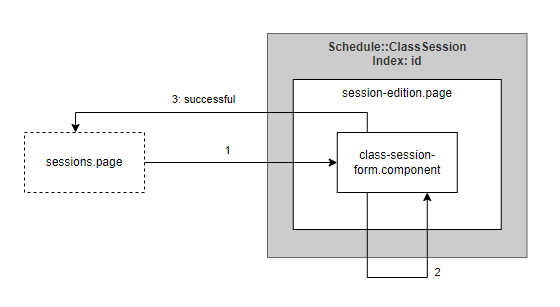 Schedule::ClassSession
Index: id
session-edition.page
3: successful
sessions.page
1
class-session-
form.component
2